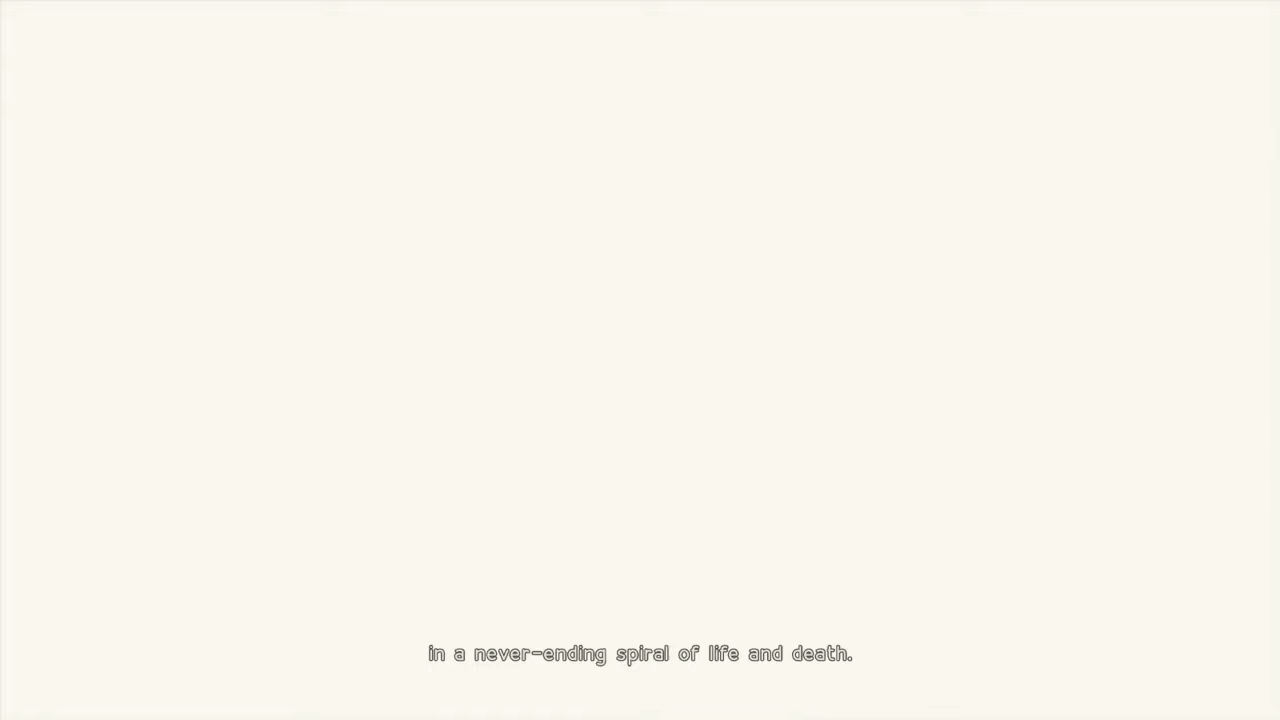 in a never-ending spiral of life and death.